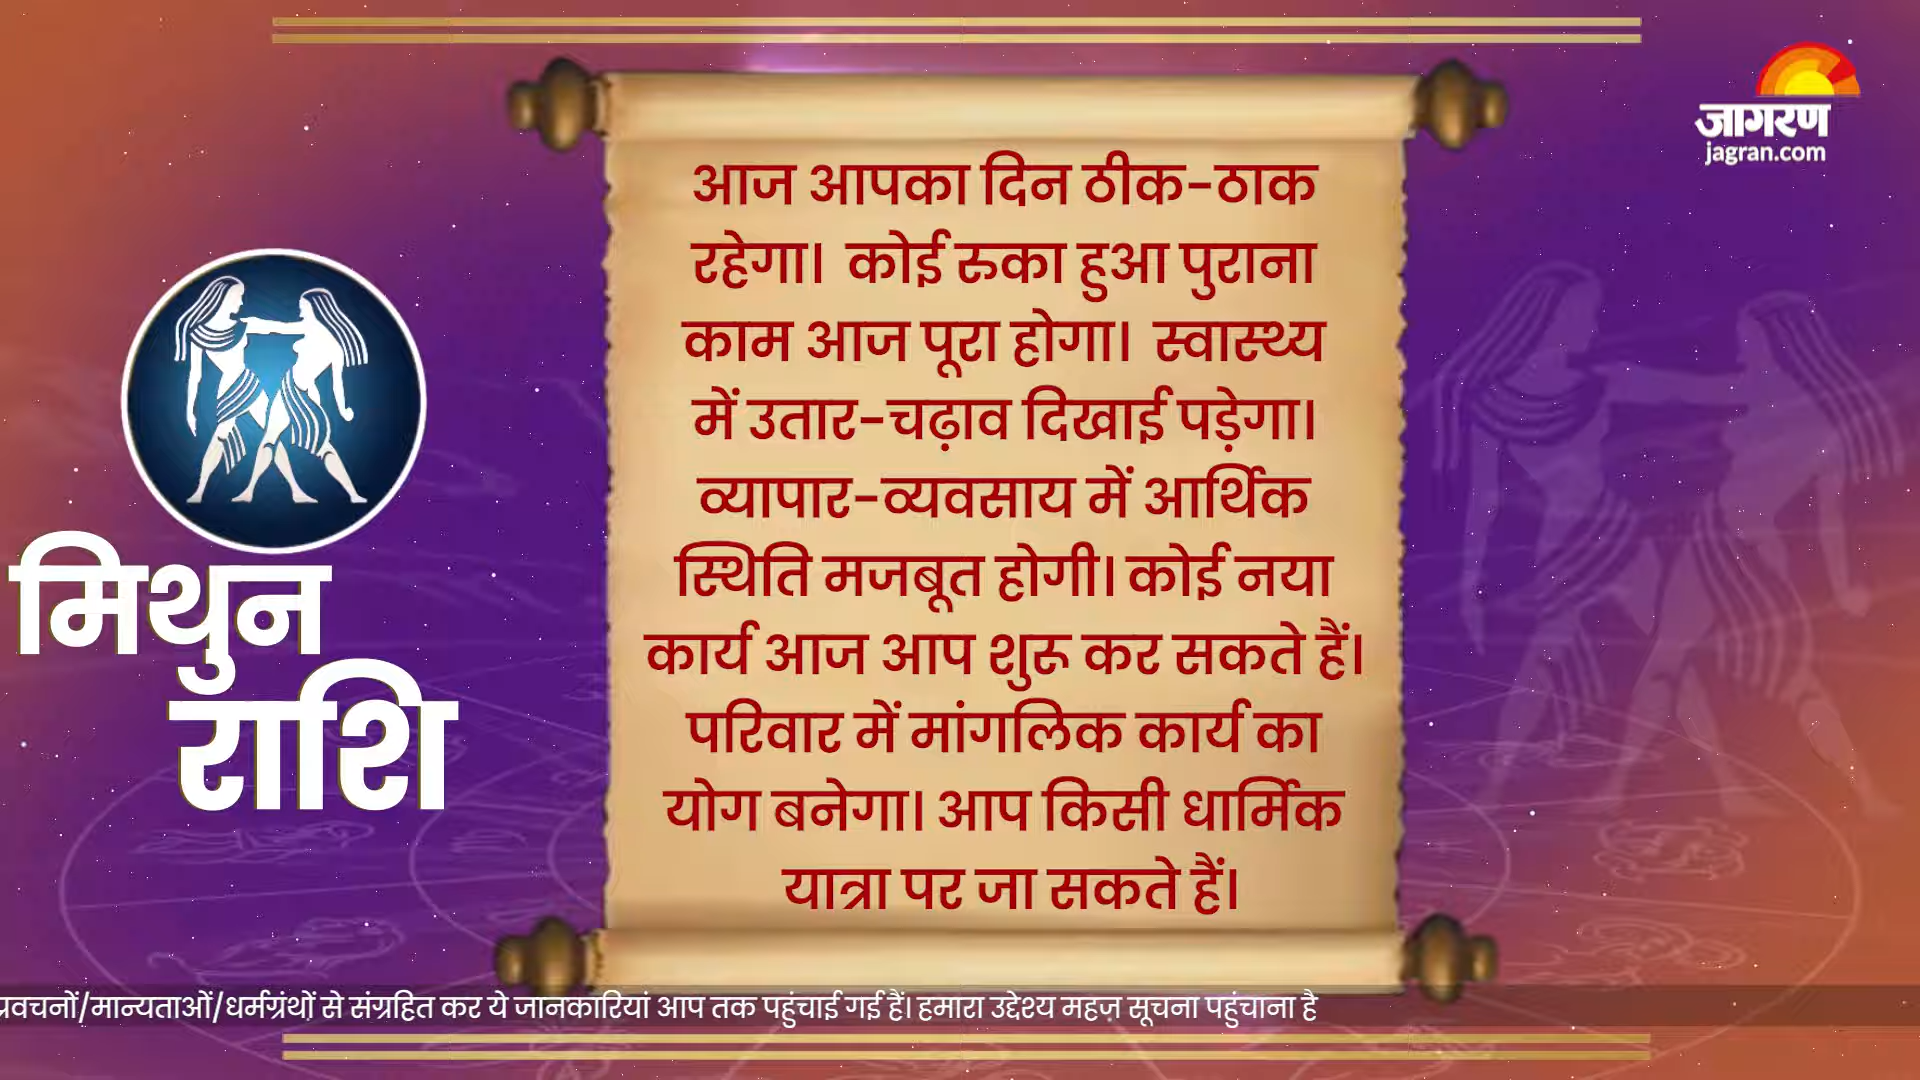 जागरण
jagran.com
आज आपका दिन ठीक-ठाक
रहेगा। कोई रुका हुआ पुराना
काम आज पूरा होगा। स्वास्थ्य
में उतार-चढ़ाव दिखाई पड़ेगा।
व्यापार-व्यवसाय में आर्थिक
स्थिति मजबूत होगी। कोई नया
कार्य आज आप शुरू कर सकते हैं।
परिवार में मांगलिक कार्य का
योग बनेगा। आप किसी धार्मिक
यात्रा पर जा सकते हैं।
मिथुन
राशि
प्रवचनों/मान्यताओं/धर्मग्रंथों से संग्रहित कर ये जानकारियां आप तक पहुंचाई गई हैं। हमारा उद्देश्य महज़ सूचना पहुंचाना है